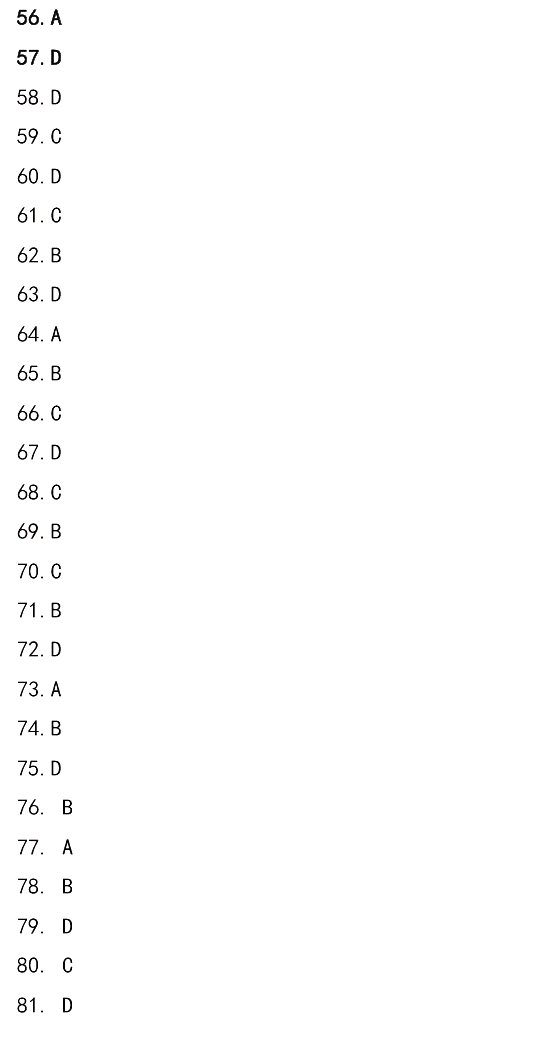 56.A
57.D
58.D
59.C
60.D
61.C
62.B
63.D
64.A
65.B
66.C
67.D
68.C
69.B
70.C
71.B
72.D
73.A
74.B
75.D
76. B
77. A
78. B
79. D
80. C
81. D